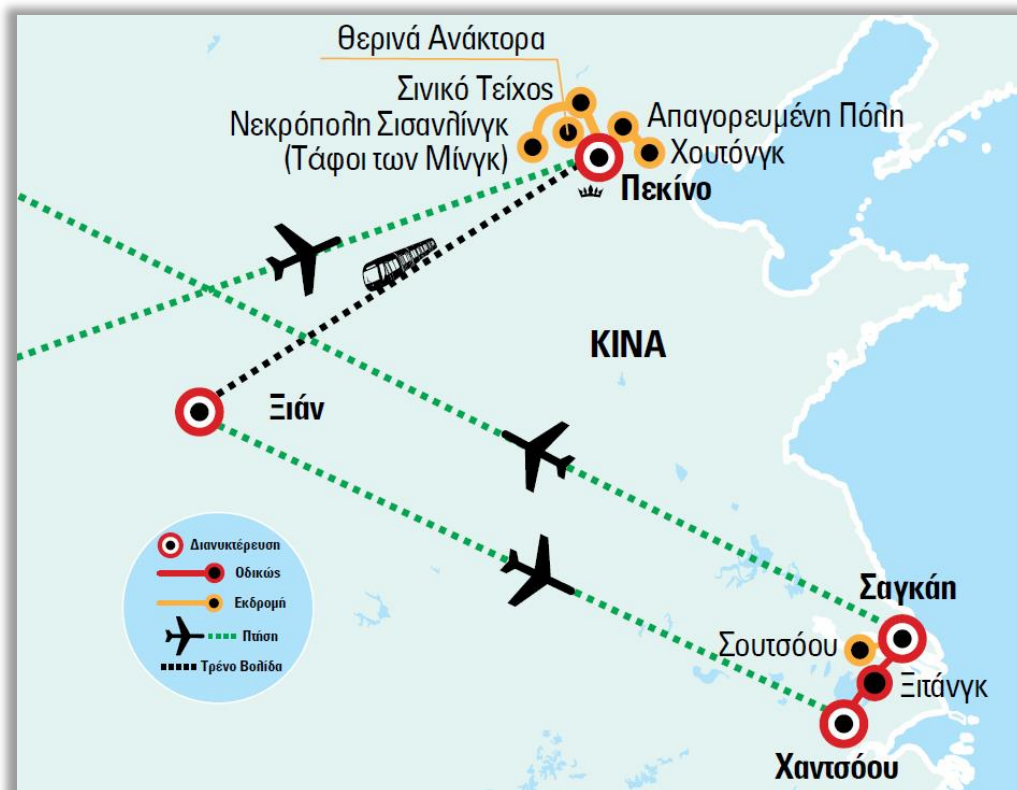 Θερινά Ανάκτορα
Σινικό Τείχος
Νεκρόπολη Σισανλίνγκ
(Τάφοι των Μίνγκ)
Απαγορευμένη Πόλη
Χουτόνγκ
Πεκίνο
ΚΙΝΑ
Ξιάν
Διανυκτέρευση
Οδικώς
Εκδρομή
Πτήση
Τρένο Βολίδα
Σαγκάη
Σουτσόου
Ξιτάνγκ
Χαντσόου